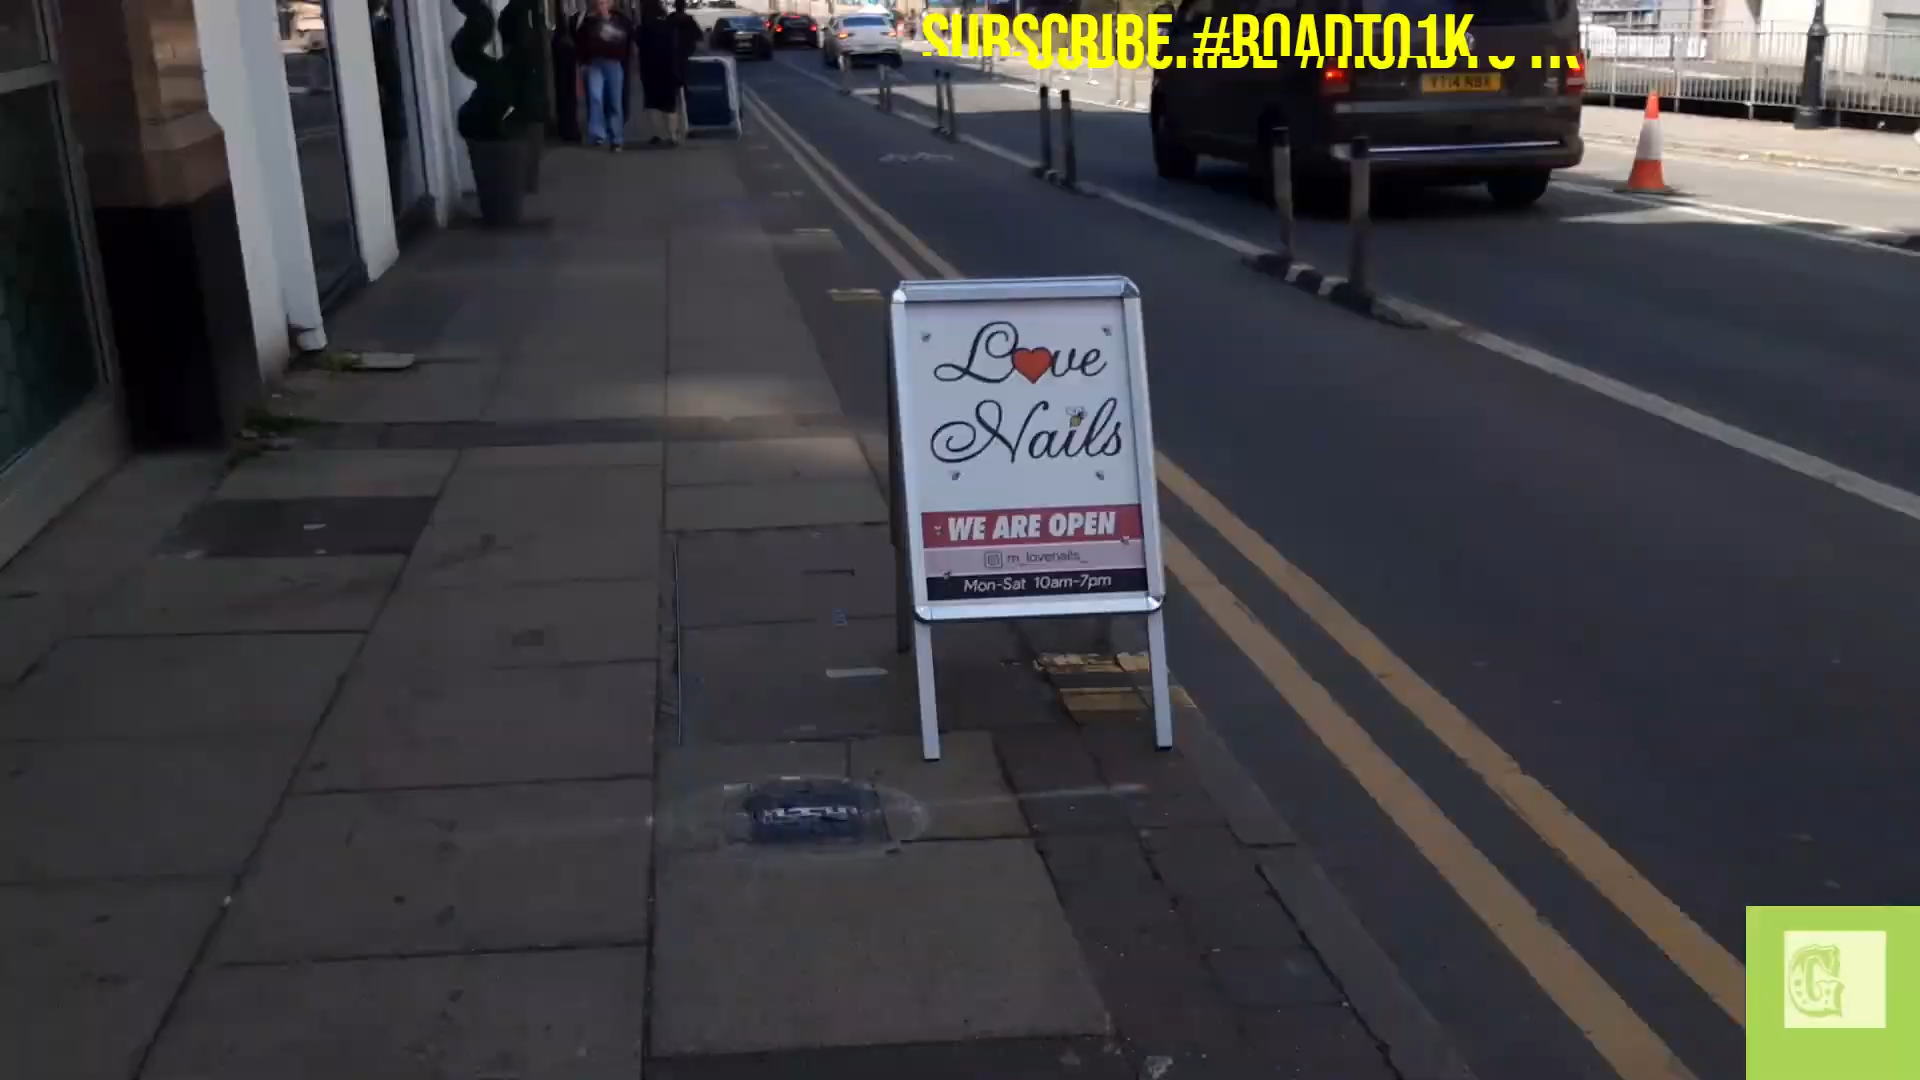 SUBSCRIBE.#ROADTO1K
Love
Nails
WE ARE OPEN
m_lovenails_
Mon-Sat 10am-7pm
G